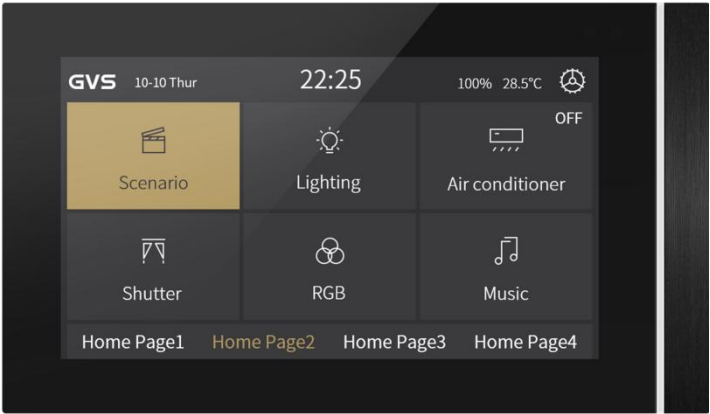 GVS 10-10 Thur 22:25 100% 28.5°C
OFF
Scenario Lighting Air conditioner
Shutter RGB Music
Home Page1 Home Page2 Home Page3 Home Page4